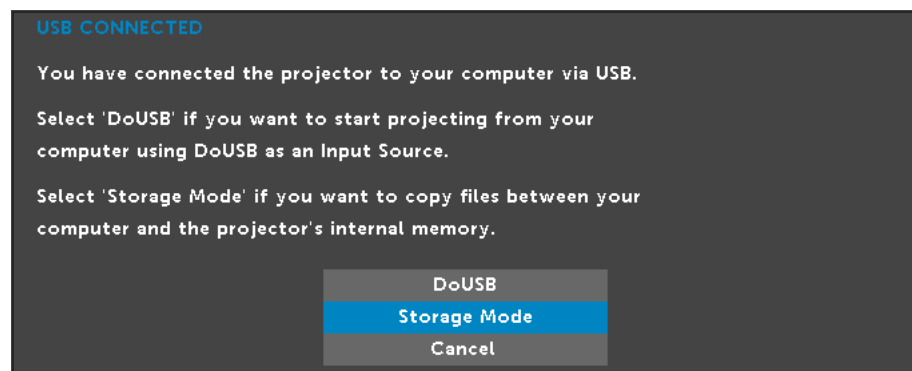 USB CONNECTED
You have connected the projector to your computer via USB.
Select 'DoUSB' if you want to start projecting from your
computer using DoUSB as an Input Source.
Select 'Storage Mode' if you want to copy files between your
computer and the projector's internal memory.
DoUSB
Storage Mode
Cancel